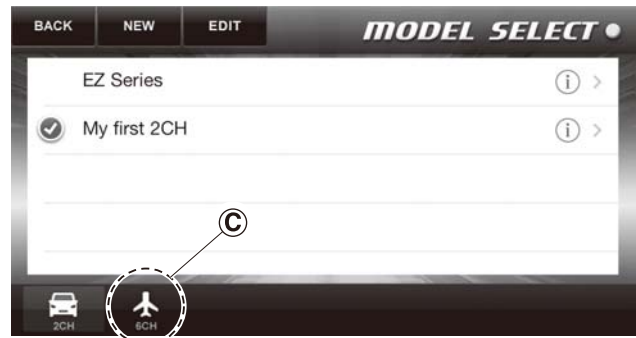 BACK NEW EDIT MODEL SELECT
EZ Series
My first 2CH
C
2CH 6CH